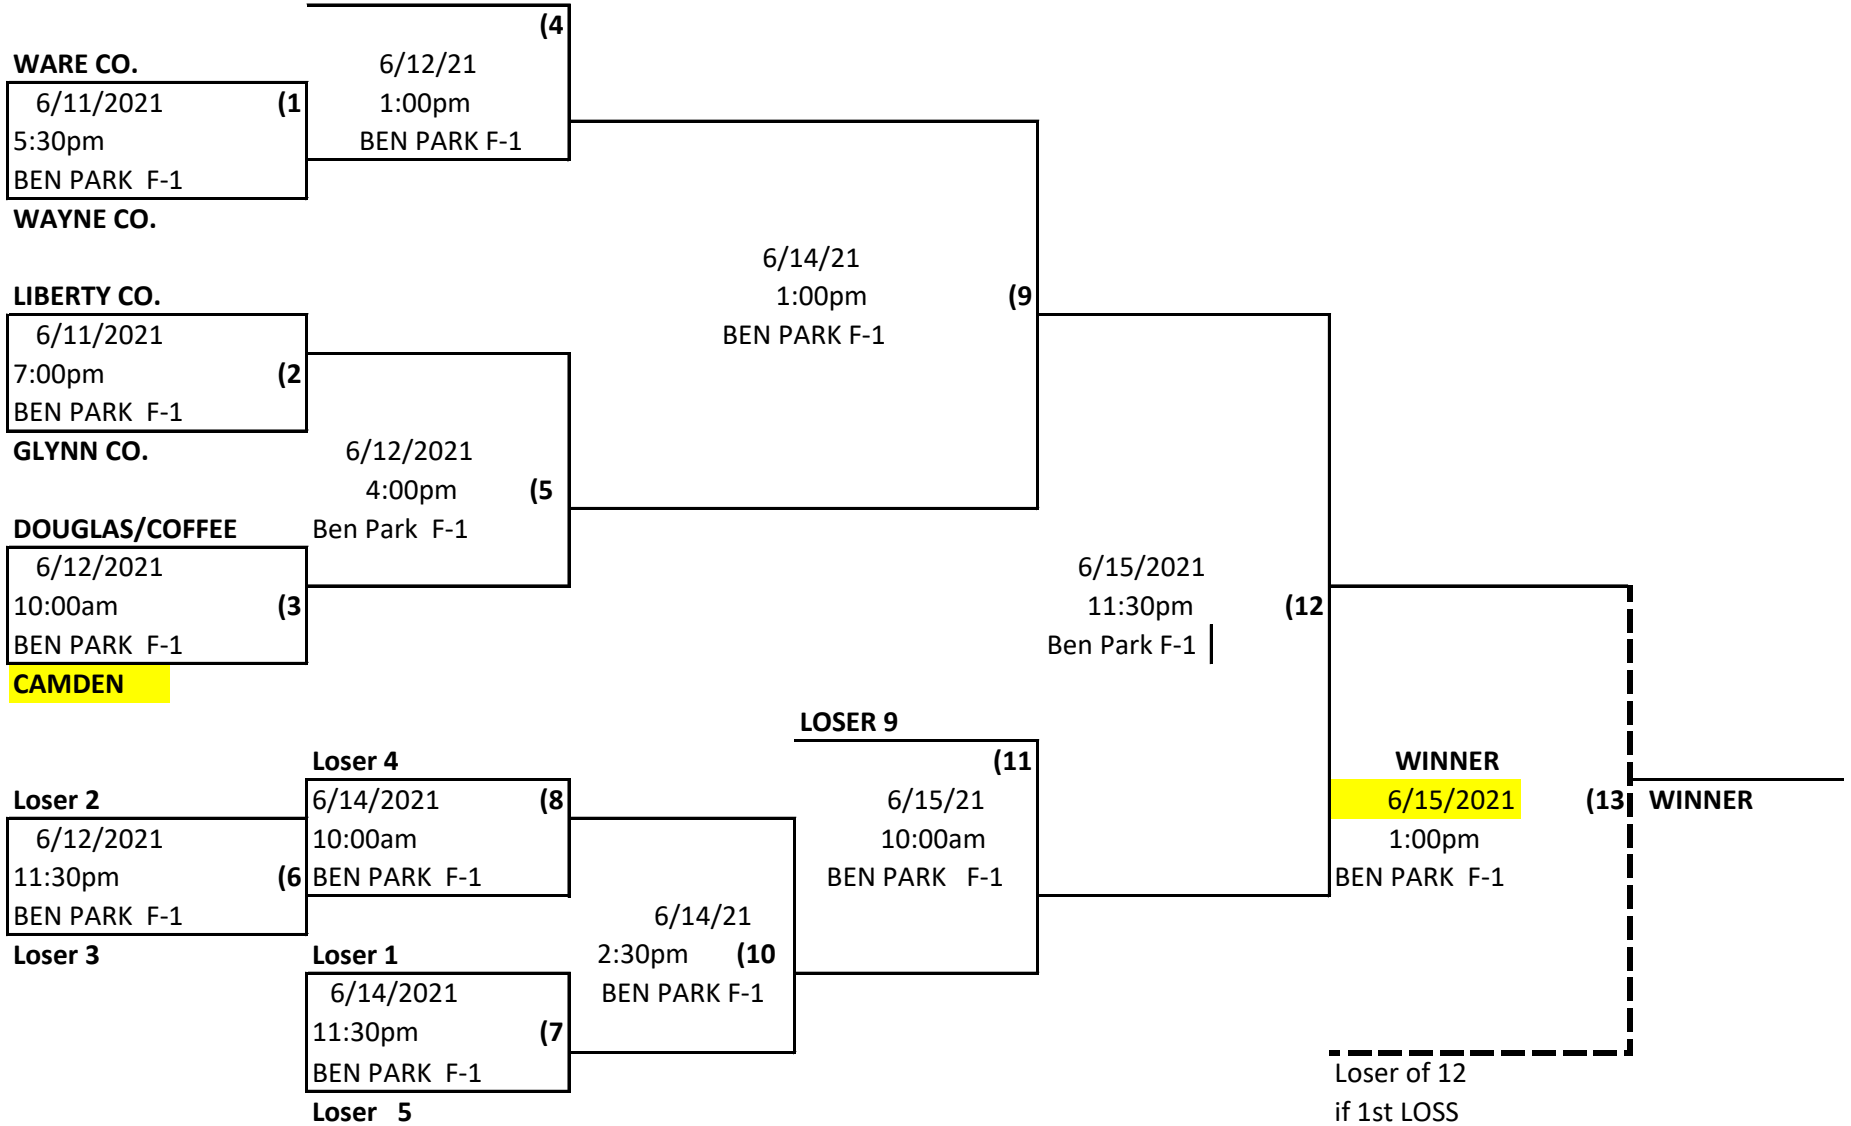 (4
WARE CO.
6/12/21
6/11/2021 (1
1:00pm
5:30pm
BEN PARK F-1
BEN PARK F-1
WAYNE CO.
6/14/21
LIBERTY CO.
1:00pm (9
6/11/2021
BEN PARK F-1
7:00pm (2
BEN PARK F-1
GLYNN CO.
6/12/2021
4:00pm (5
DOUGLAS/COFFEE
Ben Park F-1
6/12/2021
6/15/2021
10:00am (3
11:30pm (12
BEN PARK F-1
Ben Park F-1
CAMDEN
LOSER 9
Loser 4
(11
WINNER
Loser 2
6/14/2021 (8
6/15/21
6/15/2021 (13
WINNER
6/12/2021
10:00am
10:00am
1:00pm
11:30pm (6
BEN PARK F-1
BEN PARK F-1
BEN PARK F-1
BEN PARK F-1
6/14/21
Loser 3
Loser 1
2:30pm (10
6/14/2021
BEN PARK F-1
11:30pm (7
BEN PARK F-1
Loser of 12
Loser 5
if 1st LOSS